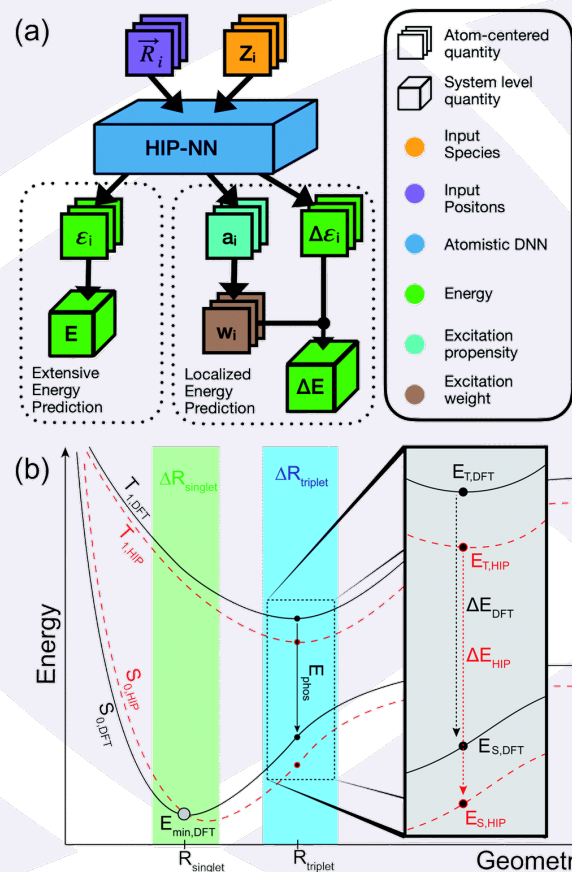 (a)
R⃗i
Zi
HIP-NN
εi
ai
Δεi
E
wi
ΔE
Extensive
Energy
Prediction
Localized
Energy
Prediction
Atom-centered
quantity
System level
quantity
Input
Species
Input
Positons
Atomistic DNN
Energy
Excitation
propensity
Excitation
weight
(b)
Energy
ΔRsinglet
ΔRtriplet
T1,DFT
T1,HIP
S0,HIP
S0,DFT
Ephos
Emin,DFT
ET,DFT
ET,HIP
ΔEDFT
ΔEHIP
ES,DFT
ES,HIP
Rsinglet
Rtriplet
Geometr